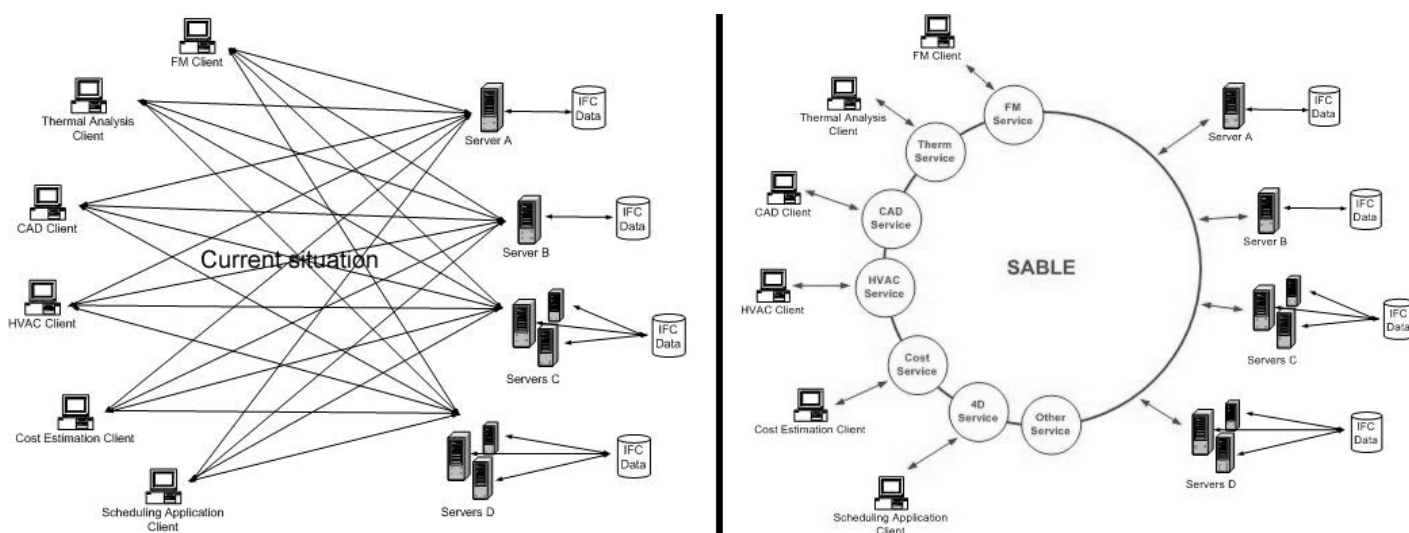 FM Client
Thermal Analysis
Client
IFC
Data
Server A
CAD Client
IFC
Data
Server B
Current situation
HVAC Client
IFC
Data
Servers C
Cost Estimation Client
IFC
Data
Servers D
Scheduling Application
Client
FM Client
FM
Service
Thermal Analysis
Client
Therm
Service
IFC
Data
Server A
CAD Client
CAD
Service
IFC
Data
Server B
SABLE
HVAC
Service
HVAC Client
IFC
Data
Servers C
Cost
Service
Cost Estimation Client
4D
Service
Other
Service
IFC
Data
Servers D
Scheduling Application
Client